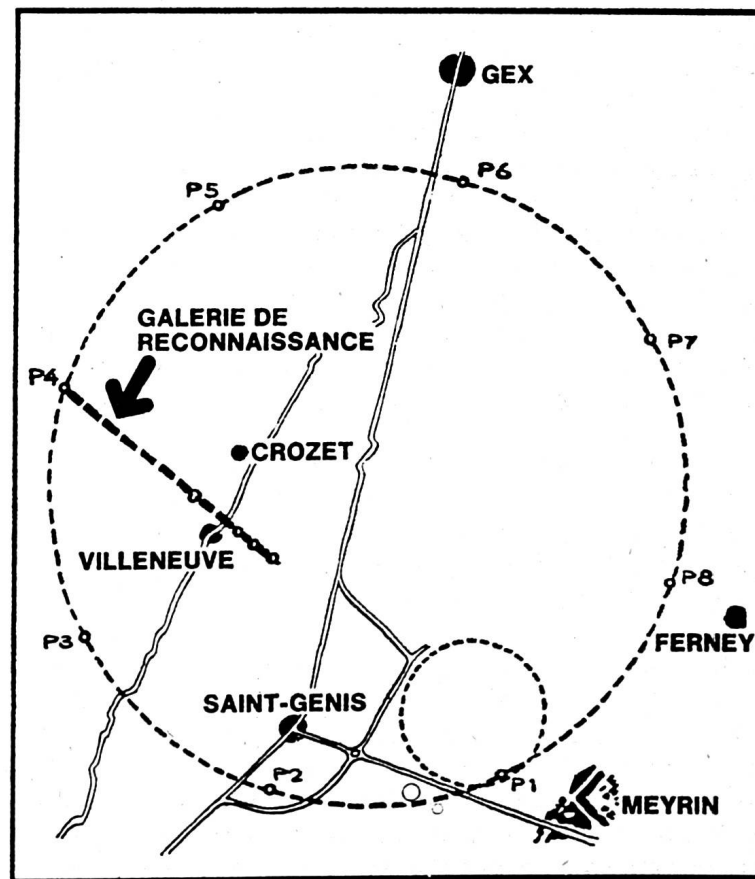 GEX
P6
P5
GALERIE DE
RECONNAISSANCE
P7
P4
CROZET
VILLENEUVE
P8
P3
FERNEY
SAINT-GENIS
P2
P1
MEYRIN